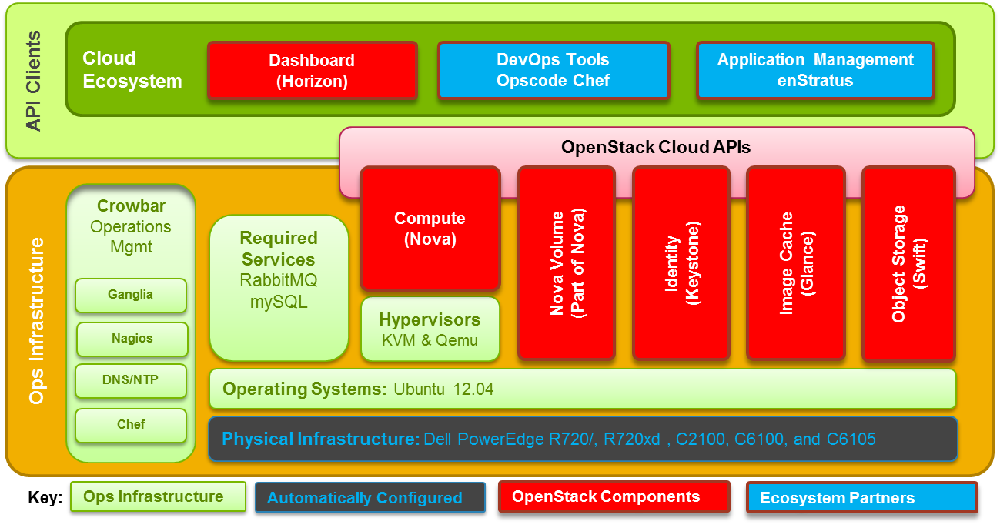 API Clients
Cloud
Ecosystem
Dashboard
(Horizon)
DevOps Tools
Opscode Chef
Application Management
enStratus
OpenStack Cloud APIs
Ops Infrastructure
Crowbar
Operations
Mgmt
Ganglia
Nagios
DNS/NTP
Chef
Required
Services
RabbitMQ
mySQL
Compute
(Nova)
Hypervisors
KVM & Qemu
Nova Volume
(Part of Nova)
Identity
(Keystone)
Image Cache
(Glance)
Object Storage
(Swift)
Operating Systems: Ubuntu 12.04
Physical Infrastructure: Dell PowerEdge R720/, R720xd , C2100, C6100, and C6105
Key:
Ops Infrastructure
Automatically Configured
OpenStack Components
Ecosystem Partners